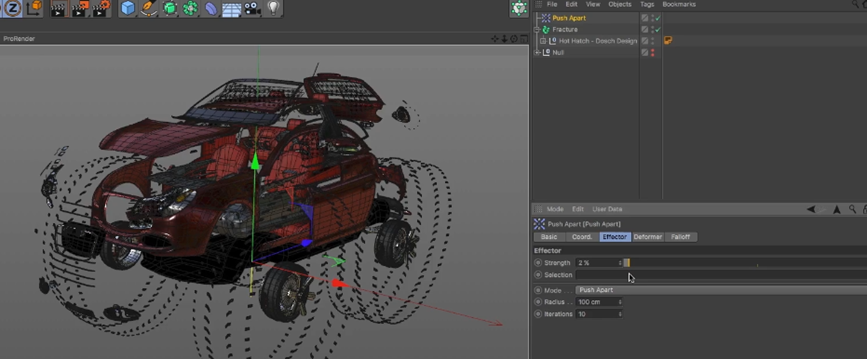 File Edit View Objects Tags Bookmarks
ProRender
Push Apart
Fracture
Hot Hatch - Dosch Design
Null
Mode Edit User Data
Push Apart [Push Apart]
Basic Coord. Effector Deformer Falloff
Effector
Strength 2 %
Selection
Mode Push Apart
Radius 100 cm
Iterations 10